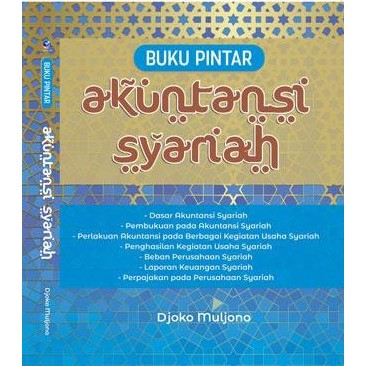 BUKU PINTAR
akuntansi
syariah
- Dasar Akuntansi Syariah
- Pembukuan pada Akuntansi Syariah
- Perlakuan Akuntansi pada Berbagai Kegiatan Usaha Syariah
- Penghasilan Kegiatan Usaha Syariah
- Beban Perusahaan Syariah
- Laporan Keuangan Syariah
- Perpajakan pada Perusahaan Syariah
Djoko Muljono
BUKU PINTAR
akuntansi syariah
Djoko Muljono